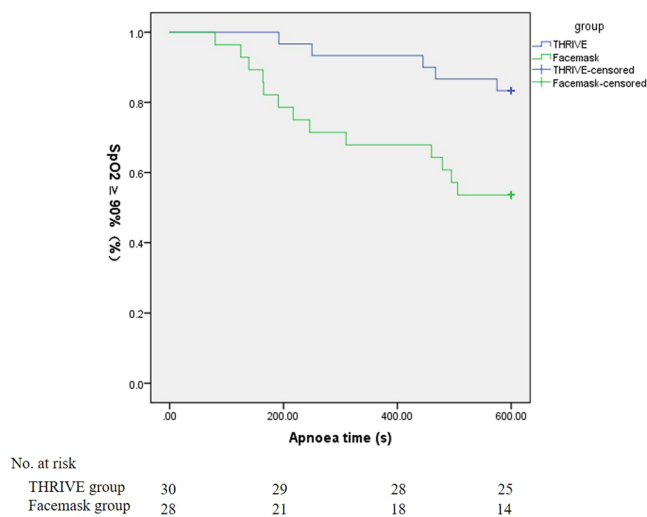 group
THRIVE
Facemask
THRIVE-censored
Facemask-censored
1.0
0.8
0.6
0.4
0.2
0.0
SpO2 ≥ 90% (%)
.00 200.00 400.00 600.00
Apnoea time (s)
No. at risk
THRIVE group 30 29 28 25
Facemask group 28 21 18 14